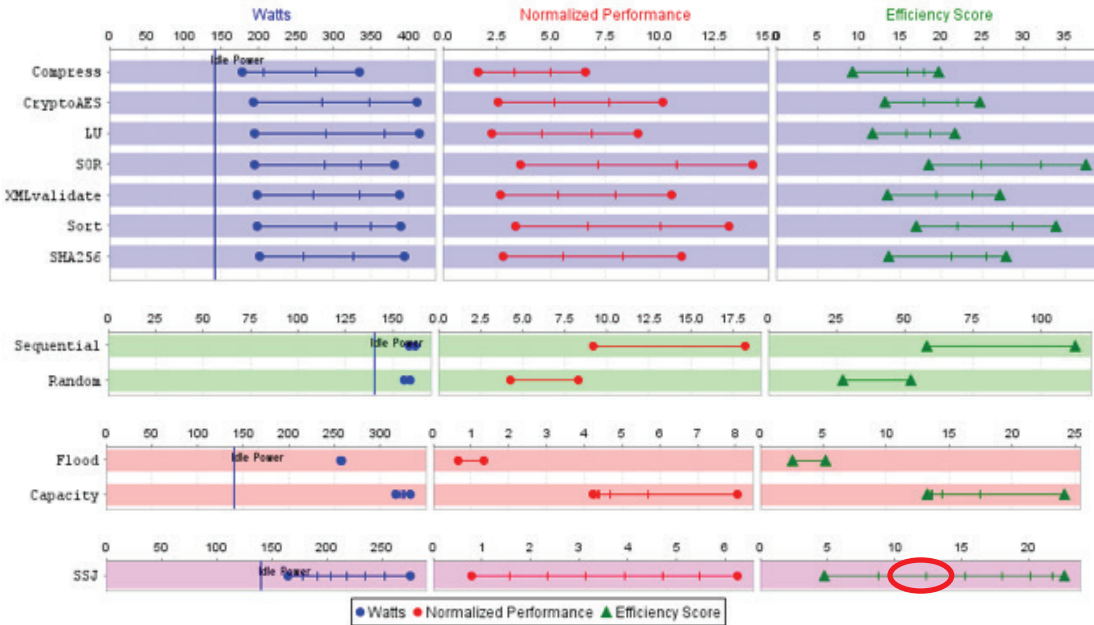 Watts Normalized Performance Efficiency Score
0 50 100 150 200 250 300 350 400 0.0 2.5 5.0 7.5 10.0 12.5 15.0 0 5 10 15 20 25 30 35
Idle Power
Compress
CryptoAES
LU
SOR
XMLvalidate
Sort
SHA256
0 25 50 75 100 125 150 0.0 2.5 5.0 7.5 10.0 12.5 15.0 17.5 0 25 50 75 100
Idle Power
Sequential
Random
0 50 100 150 200 250 300 0 1 2 3 4 5 6 7 8 0 5 10 15 20 25
Idle Power
Flood
Capacity
0 50 100 150 200 250 0 1 2 3 4 5 6 0 5 10 15 20
Idle Power
SSJ
Watts Normalized Performance Efficiency Score